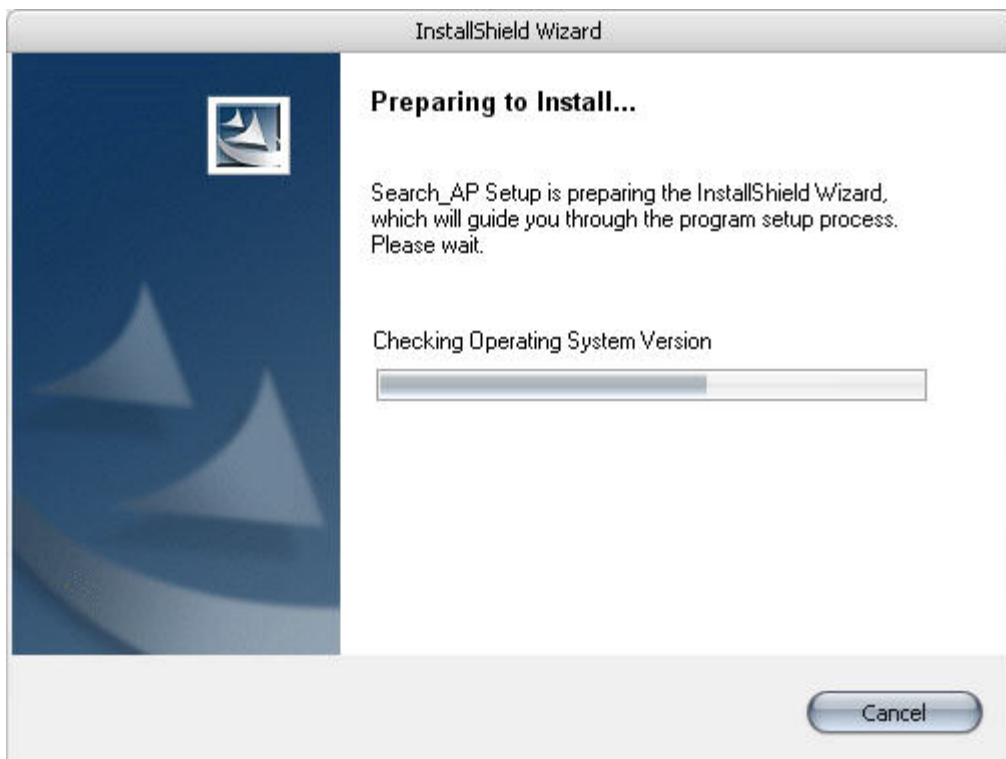 InstallShield Wizard
Preparing to Install...
Search_AP Setup is preparing the InstallShield Wizard,
which will guide you through the program setup process.
Please wait.
Checking Operating System Version
Cancel